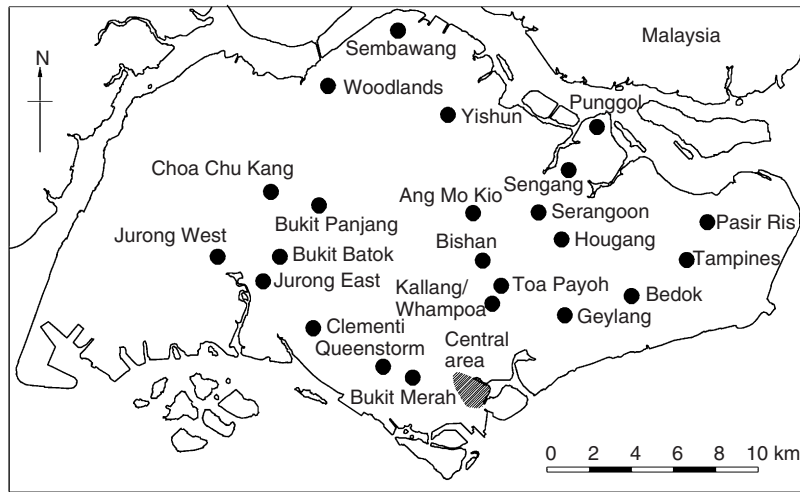 Malaysia
N
Sembawang
Woodlands
Yishun
Punggol
Choa Chu Kang
Sengang
Ang Mo Kio
Serangoon
Bukit Panjang
Pasir Ris
Jurong West
Bishan
Hougang
Bukit Batok
Tampines
Jurong East
Kallang/
Whampoa
Toa Payoh
Bedok
Geylang
Clementi
Central
area
Queenstorm
Bukit Merah
0 2 4 6 8 10 km